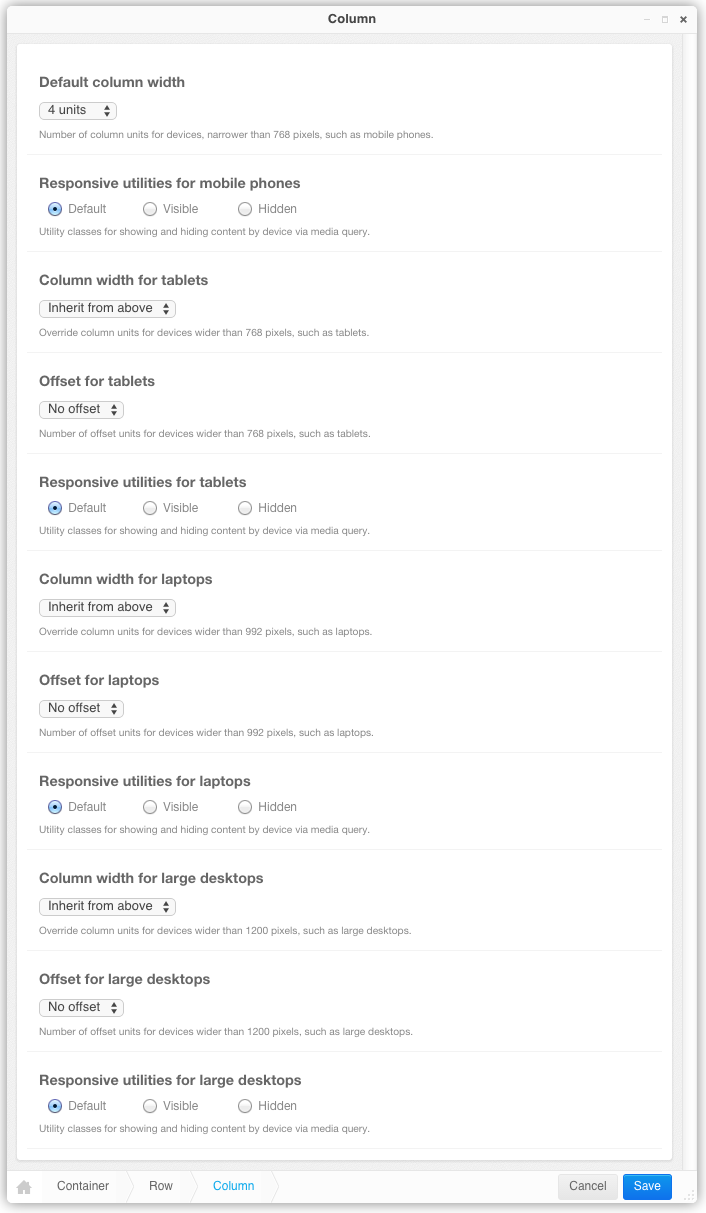 Column
Default column width
4 units
Number of column units for devices, narrower than 768 pixels, such as mobile phones.
Responsive utilities for mobile phones
Default Visible Hidden
Utility classes for showing and hiding content by device via media query.
Column width for tablets
Inherit from above
Override column units for devices wider than 768 pixels, such as tablets.
Offset for tablets
No offset
Number of offset units for devices wider than 768 pixels, such as tablets.
Responsive utilities for tablets
Default Visible Hidden
Utility classes for showing and hiding content by device via media query.
Column width for laptops
Inherit from above
Override column units for devices wider than 992 pixels, such as laptops.
Offset for laptops
No offset
Number of offset units for devices wider than 992 pixels, such as laptops.
Responsive utilities for laptops
Default Visible Hidden
Utility classes for showing and hiding content by device via media query.
Column width for large desktops
Inherit from above
Override column units for devices wider than 1200 pixels, such as large desktops.
Offset for large desktops
No offset
Number of offset units for devices wider than 1200 pixels, such as large desktops.
Responsive utilities for large desktops
Default Visible Hidden
Utility classes for showing and hiding content by device via media query.
Container Row Column Cancel Save